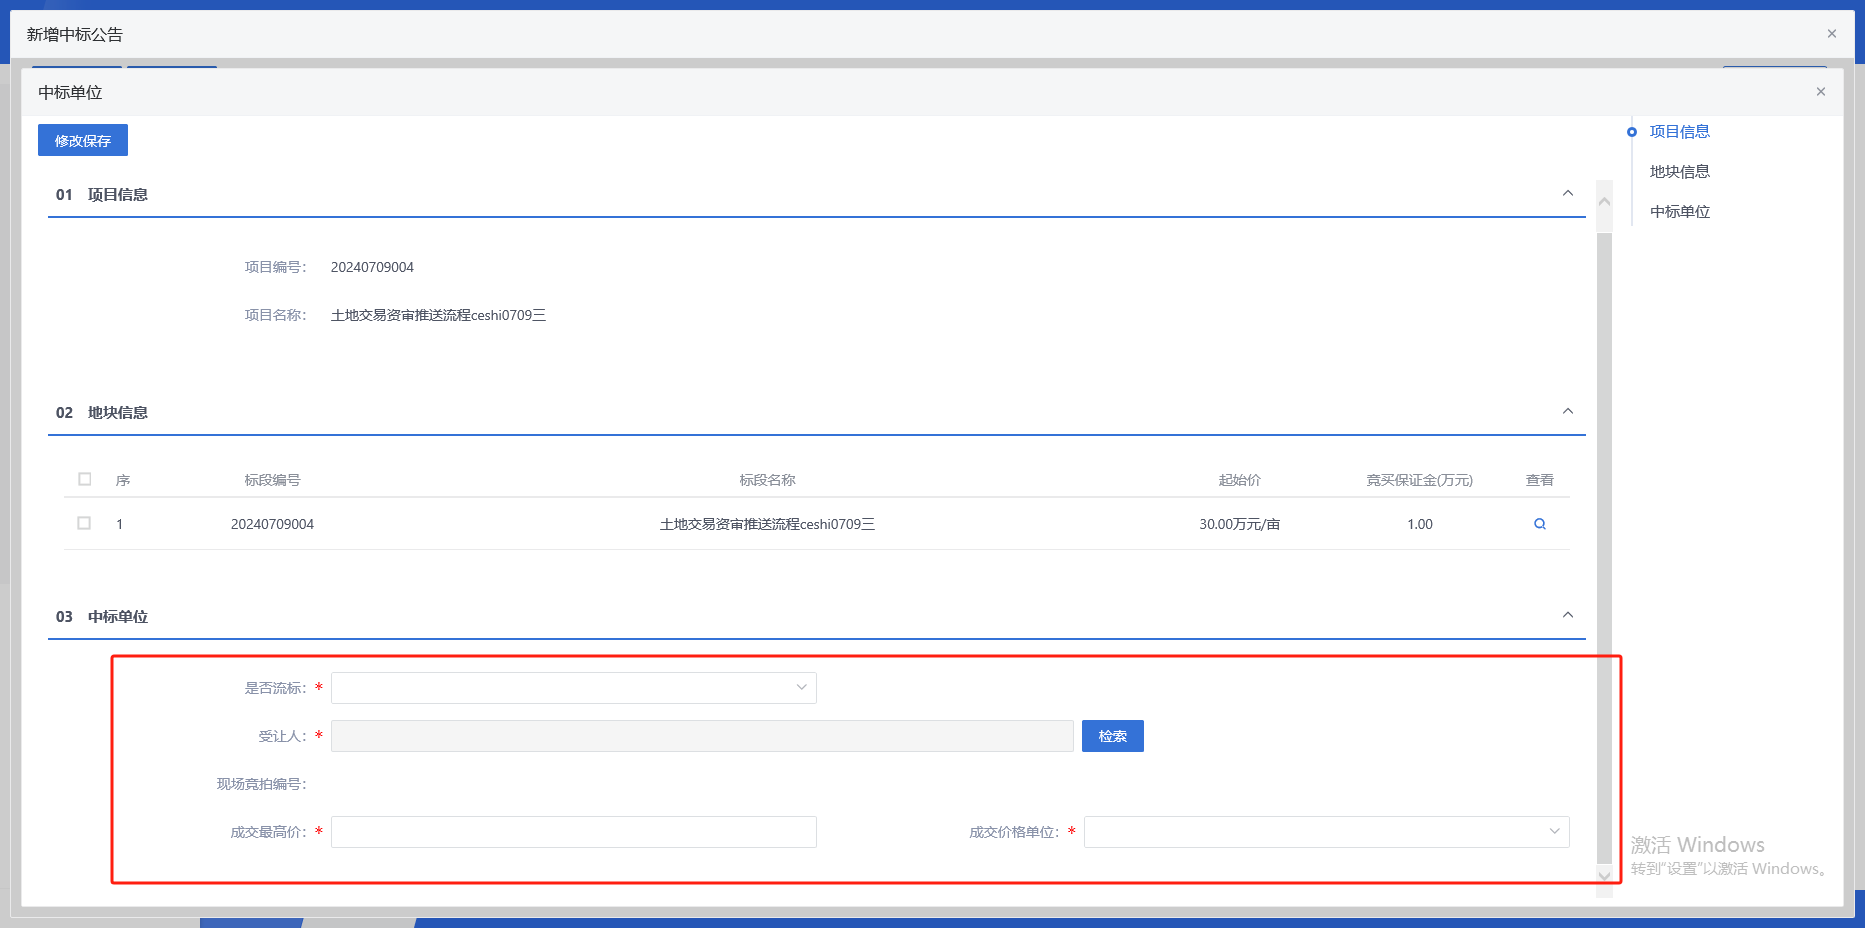 新增中标公告
中标单位
修改保存
项目信息
地块信息
中标单位
01 项目信息
项目编号： 20240709004
项目名称： 土地交易资审推送流程ceshi0709三
02 地块信息
序 标段编号 标段名称 起始价 竞买保证金(万元) 查看
1 20240709004 土地交易资审推送流程ceshi0709三 30.00万元/亩 1.00
03 中标单位
是否流标： *
受让人： * 检索
现场竞拍编号：
成交最高价： * 成交价格单位： *
激活 Windows
转到“设置”以激活 Windows。